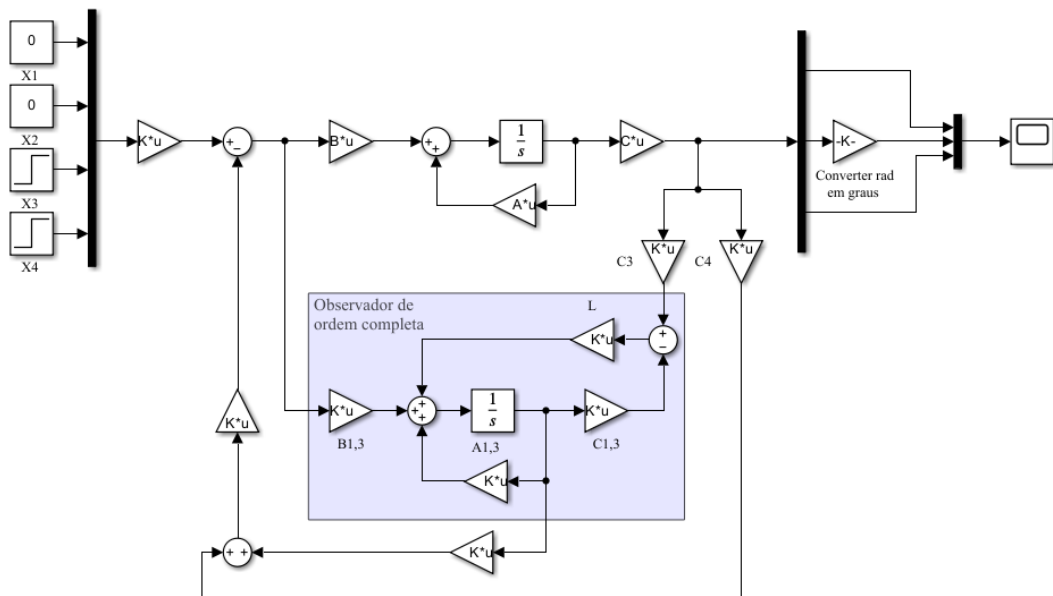 0
X1
0
X2
X3
X4
K*u
+
−
B*u
+
+
1
s
C*u
A*u
-K-
Converter rad
em graus
K*u
C3
K*u
C4
Observador de
ordem completa
L
K*u
+
−
K*u
K*u
B1,3
+
+
+
1
s
A1,3
K*u
C1,3
K*u
+ +
K*u